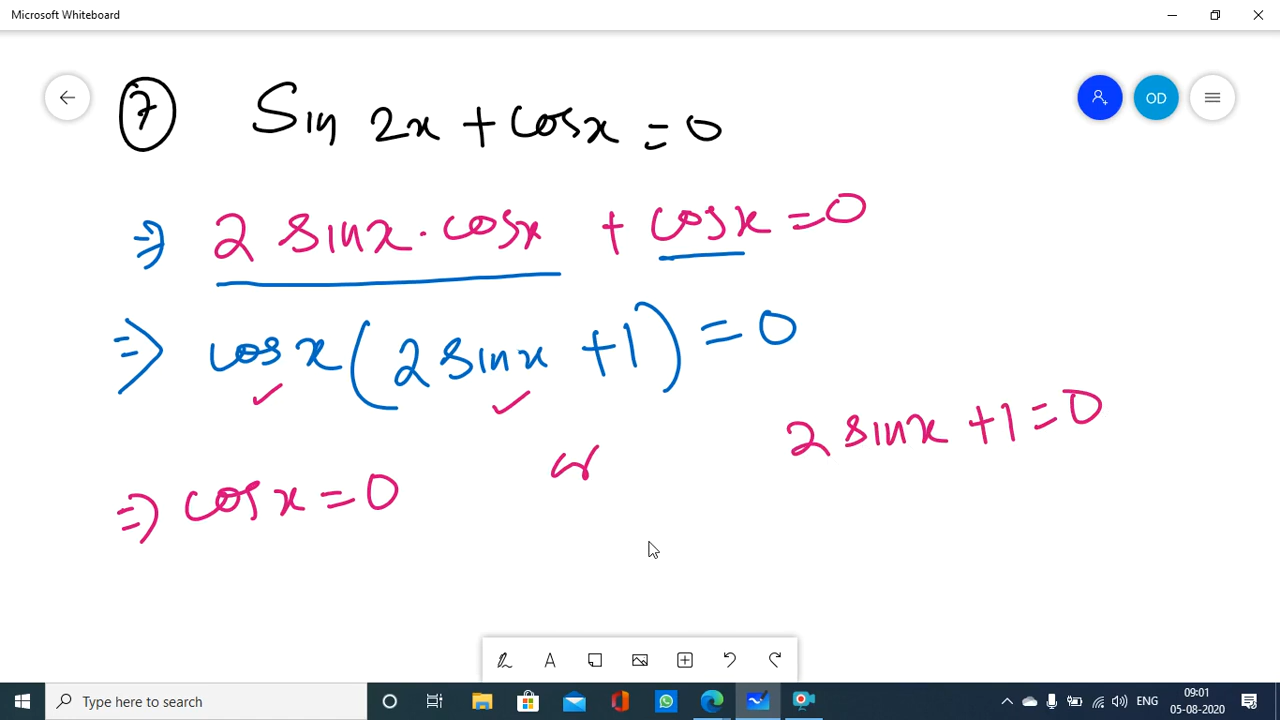 Microsoft Whiteboard
OD
7 Sin 2x + cosx = 0
⇒ 2 sinx · cosx + cosx = 0
⇒ cosx (2 sinx + 1) = 0
⇒ cosx = 0 or 2 sinx + 1 = 0
A
Type here to search
ENG
09:01
05-08-2020